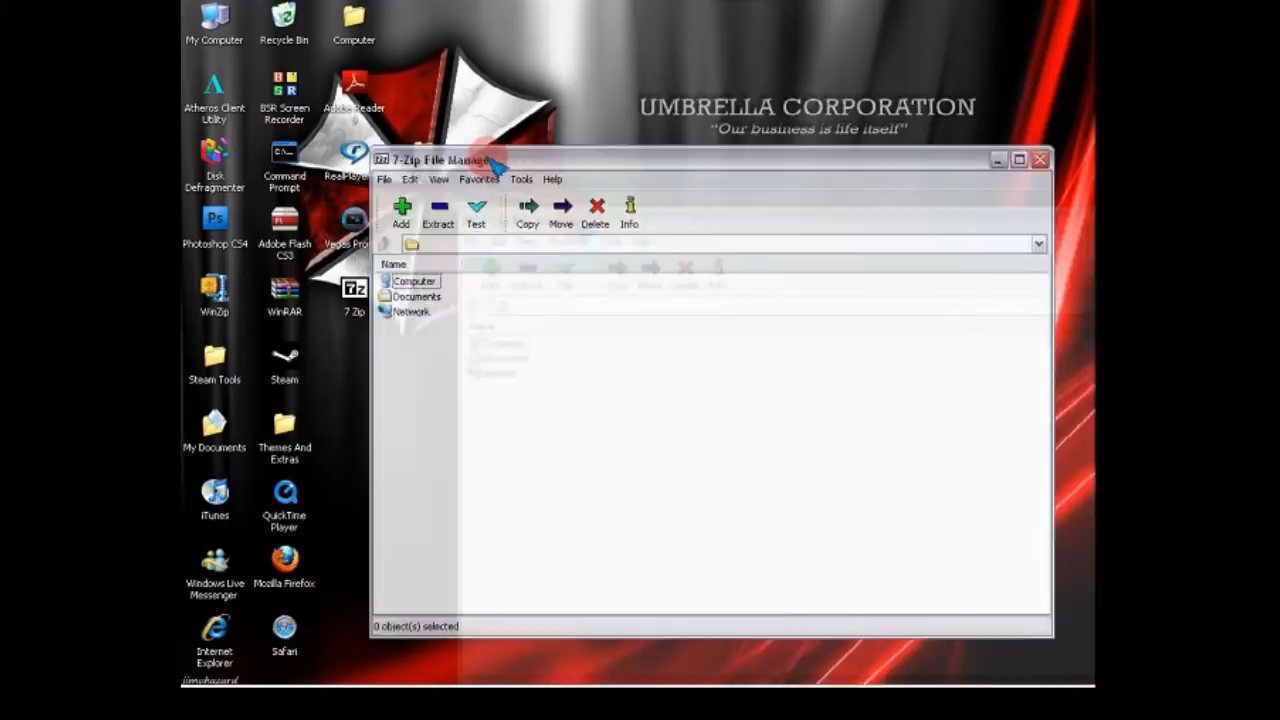 My Computer
Recycle Bin
Computer
Atheros Client
Utility
BSR Screen
Recorder
Adobe Reader
9
Disk
Defragmenter
Command
Prompt
RealPlayer
Photoshop CS4
Adobe Flash
CS3
Vegas Pro
WinZip
WinRAR
7 Zip
Steam Tools
Steam
My Documents
Themes And
Extras
iTunes
QuickTime
Player
Windows Live
Messenger
Mozilla Firefox
Internet
Explorer
Safari
jimohazard
UMBRELLA CORPORATION
"Our business is life itself"
7-Zip File Manager
File Edit View Favorites Tools Help
Add Extract Test Copy Move Delete Info
Name
Computer
Documents
Network
0 object(s) selected